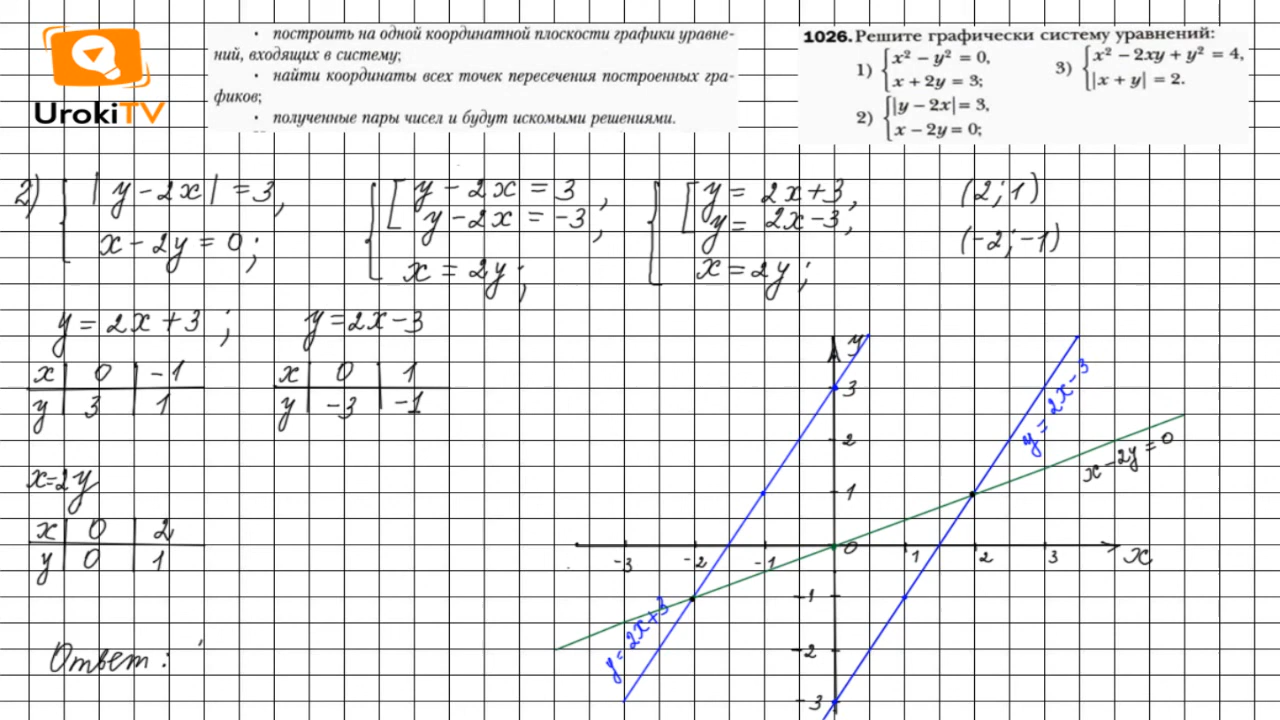 UrokiTV
• построить на одной координатной плоскости графики уравне-
ний, входящих в систему;
• найти координаты всех точек пересечения построенных гра-
фиков;
• полученные пары чисел и будут искомыми решениями.
1026. Решите графически систему уравнений:
1) { x² − y² = 0,
x + 2y = 3;
2) { |y − 2x| = 3,
x − 2y = 0;
3) { x² − 2xy + y² = 4,
|x + y| = 2.
2) { |y − 2x| = 3,
x − 2y = 0;
{ [ y − 2x = 3,
y − 2x = −3,
x = 2y;
{ [ y = 2x+3,
y = 2x−3,
x = 2y;
(2; 1)
(−2; −1)
y = 2x + 3;
x | 0 | −1
y | 3 | 1
y = 2x − 3
x | 0 | 1
y | −3 | −1
x = 2y
x | 0 | 2
y | 0 | 1
Ответ:
y
3
2
1
0
−1
−2
−3
−3 −2 −1 1 2 3 x
y = 2x+3
y = 2x−3
x − 2y = 0